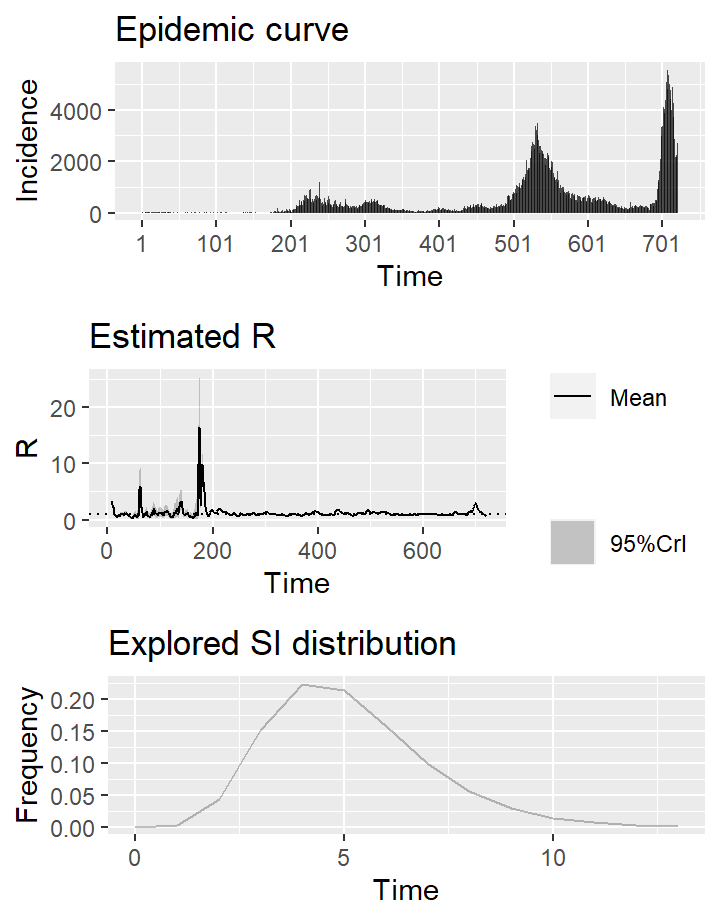 Epidemic curve
Incidence
4000
2000
0
1 101 201 301 401 501 601 701
Time
Estimated R
R
20
10
0
0 200 400 600
Time
Mean
95%CrI
Explored SI distribution
Frequency
0.20
0.15
0.10
0.05
0.00
0 5 10
Time